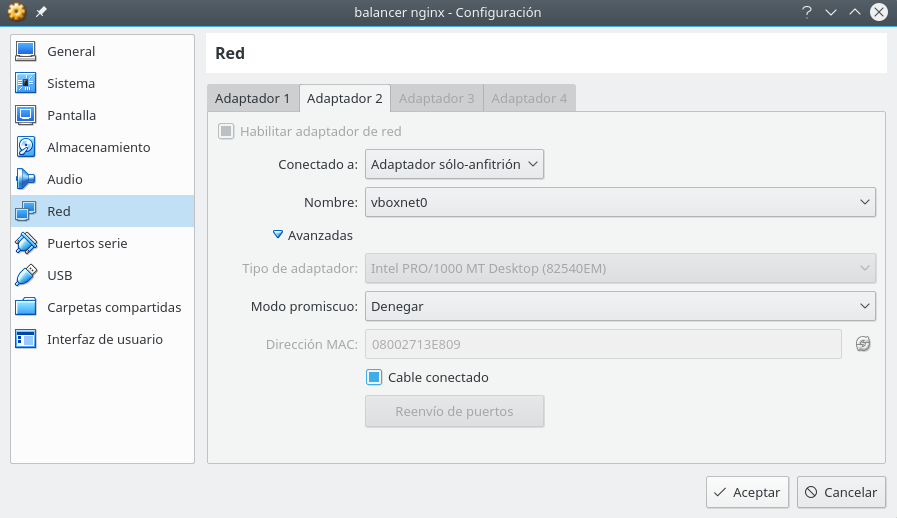 balancer nginx - Configuración
General
Sistema
Pantalla
Almacenamiento
Audio
Red
Puertos serie
USB
Carpetas compartidas
Interfaz de usuario
Red
Adaptador 1 Adaptador 2 Adaptador 3 Adaptador 4
Habilitar adaptador de red
Conectado a: Adaptador sólo-anfitrión
Nombre: vboxnet0
Avanzadas
Tipo de adaptador: Intel PRO/1000 MT Desktop (82540EM)
Modo promiscuo: Denegar
Dirección MAC: 08002713E809
Cable conectado
Reenvío de puertos
Aceptar Cancelar